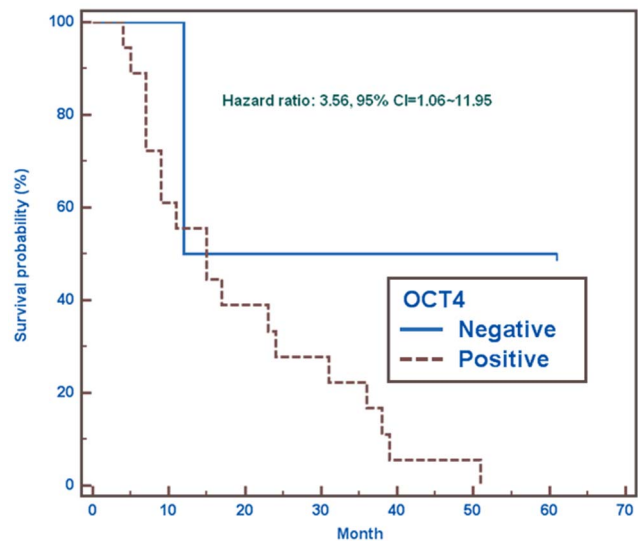 100
80
60
40
20
0
Survival probability (%)
Hazard ratio: 3.56, 95% CI=1.06~11.95
OCT4
Negative
Positive
0 10 20 30 40 50 60 70
Month